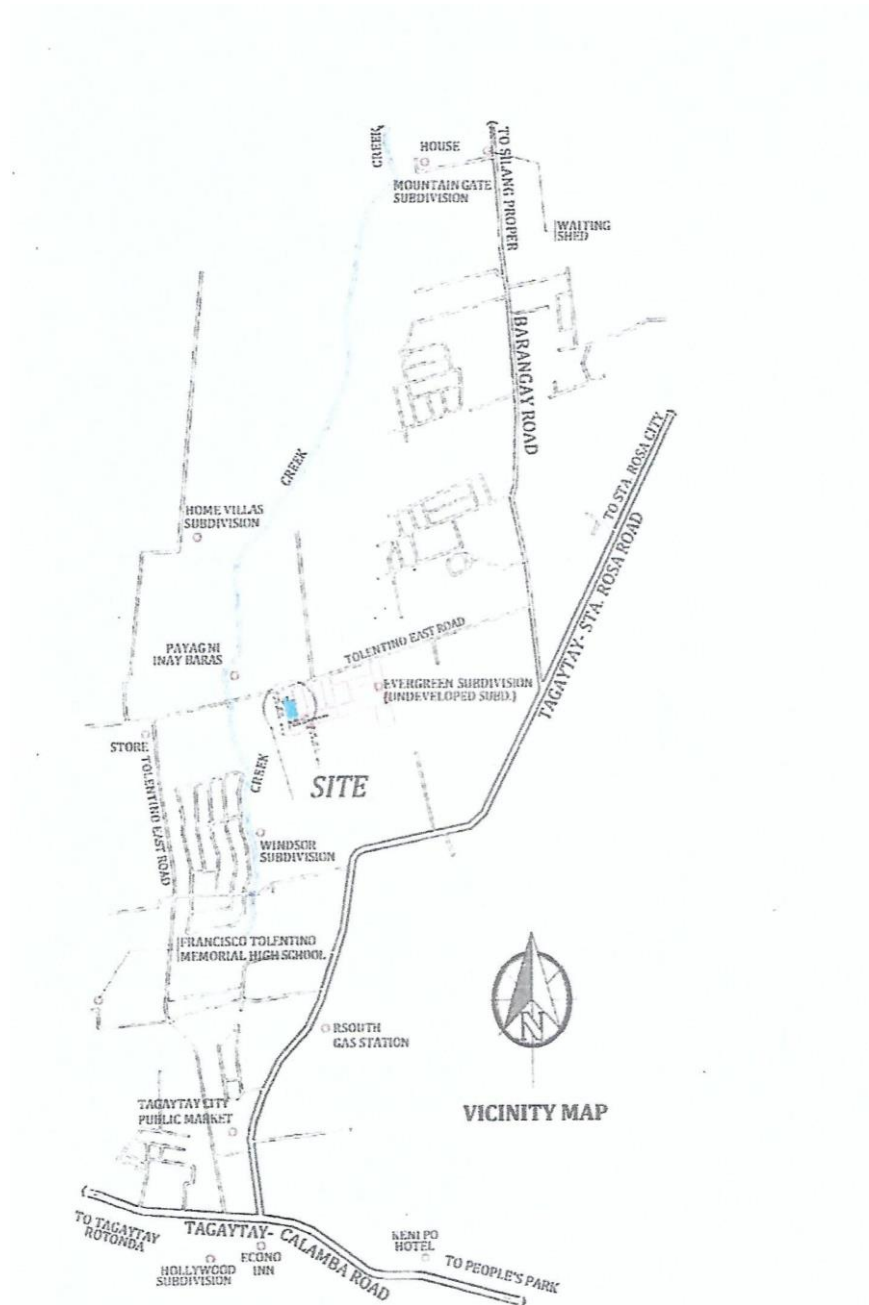 CREEK
HOUSE
TO SILANG PROPER
MOUNTAIN GATE
SUBDIVISION
WAITING
SHED
BARANGAY ROAD
CREEK
TO STA. ROSA CITY
HOME VILLAS
SUBDIVISION
TAGAYTAY- STA. ROSA ROAD
TOLENTINO EAST ROAD
PAYAG NI
INAY BARAS
EVERGREEN SUBDIVISION
(UNDEVELOPED SUBD.)
STORE
CREEK
SITE
TOLENTINO EAST ROAD
WINDSOR
SUBDIVISION
FRANCISCO TOLENTINO
MEMORIAL HIGH SCHOOL
N
RSOUTH
GAS STATION
TAGAYTAY CITY
PUBLIC MARKET
VICINITY MAP
TO TAGAYTAY
ROTONDA
TAGAYTAY- CALAMBA ROAD
KENI PO
HOTEL
ECONO
INN
HOLLYWOOD
SUBDIVISION
TO PEOPLE'S PARK